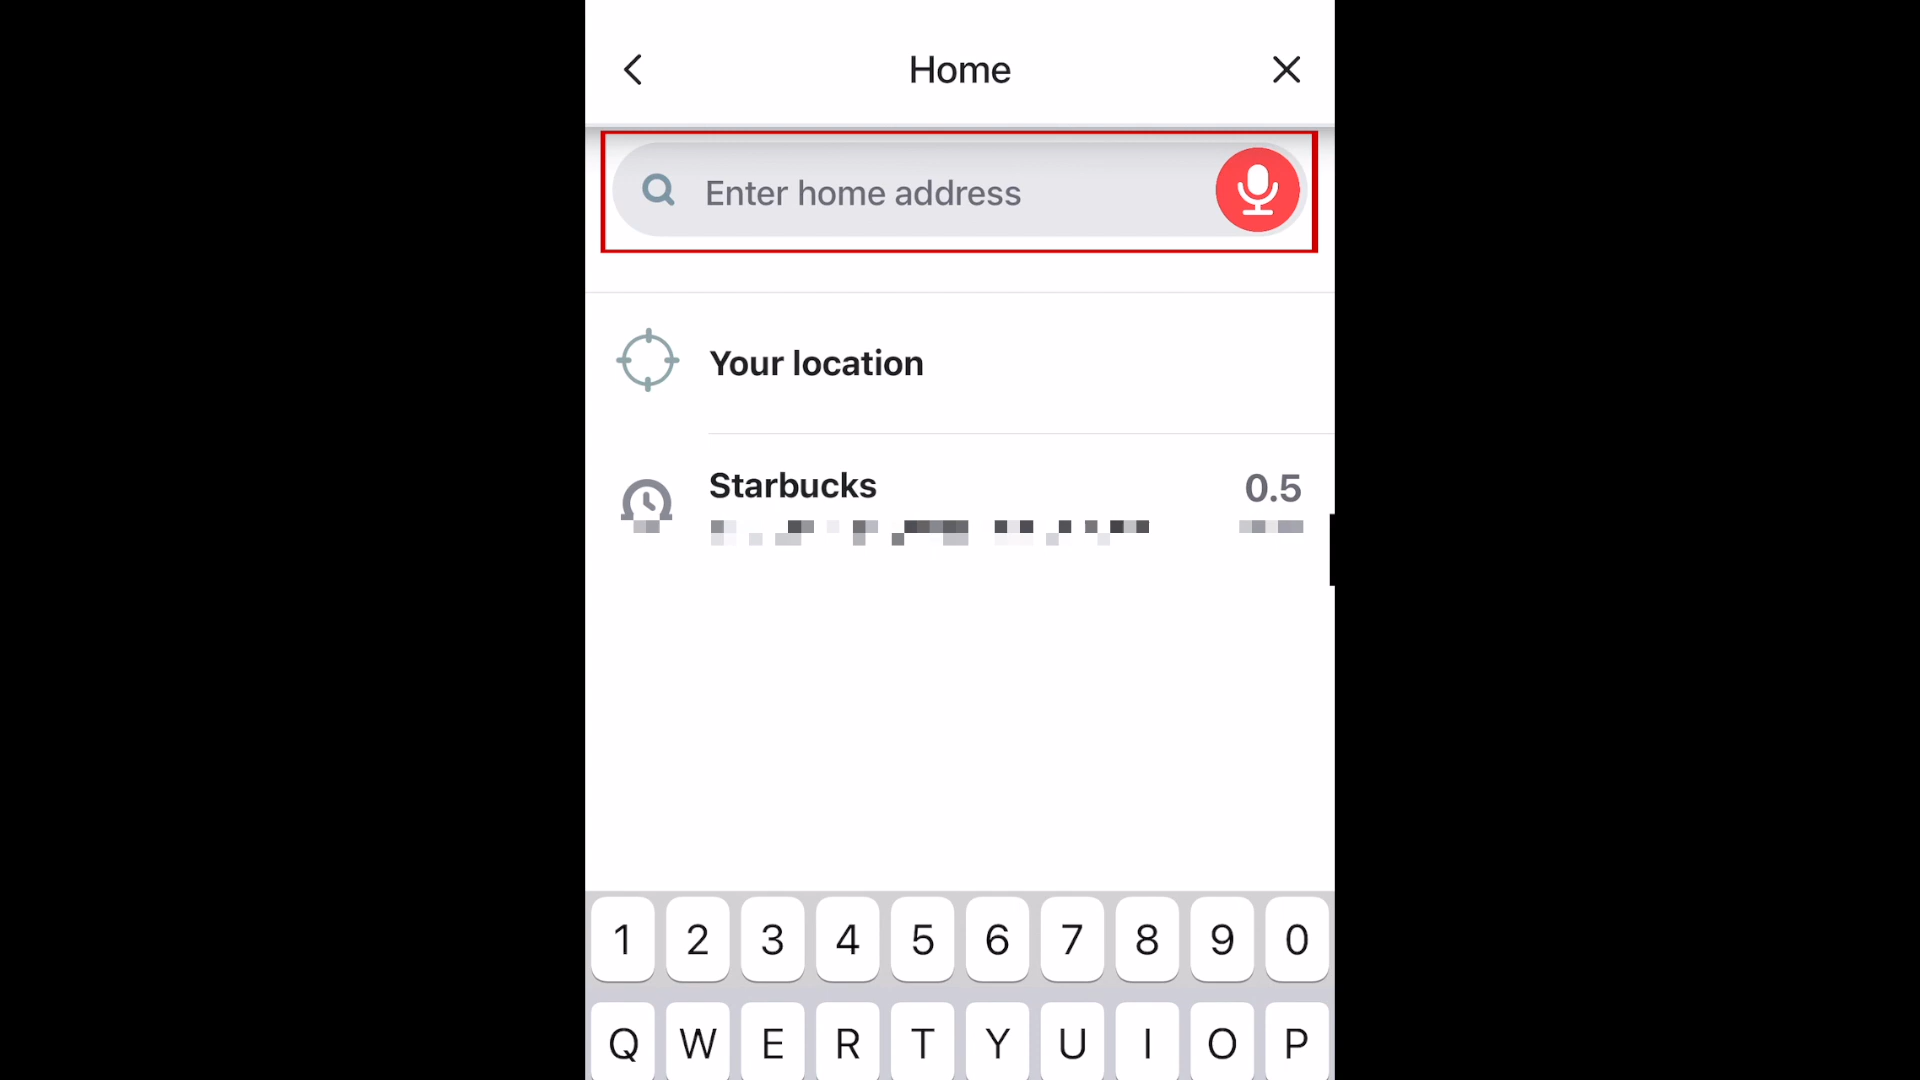 Home
Enter home address
Your location
Starbucks
0.5
1 2 3 4 5 6 7 8 9 0
Q W E R T Y U I O P